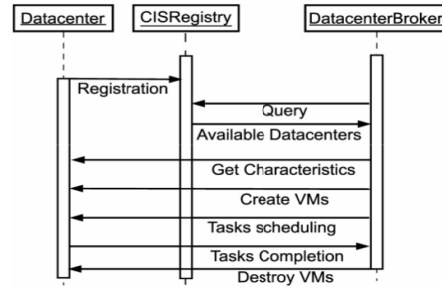 Datacenter CISRegistry DatacenterBroker
Registration
Query
Available Datacenters
Get Characteristics
Create VMs
Tasks scheduling
Tasks Completion
Destroy VMs